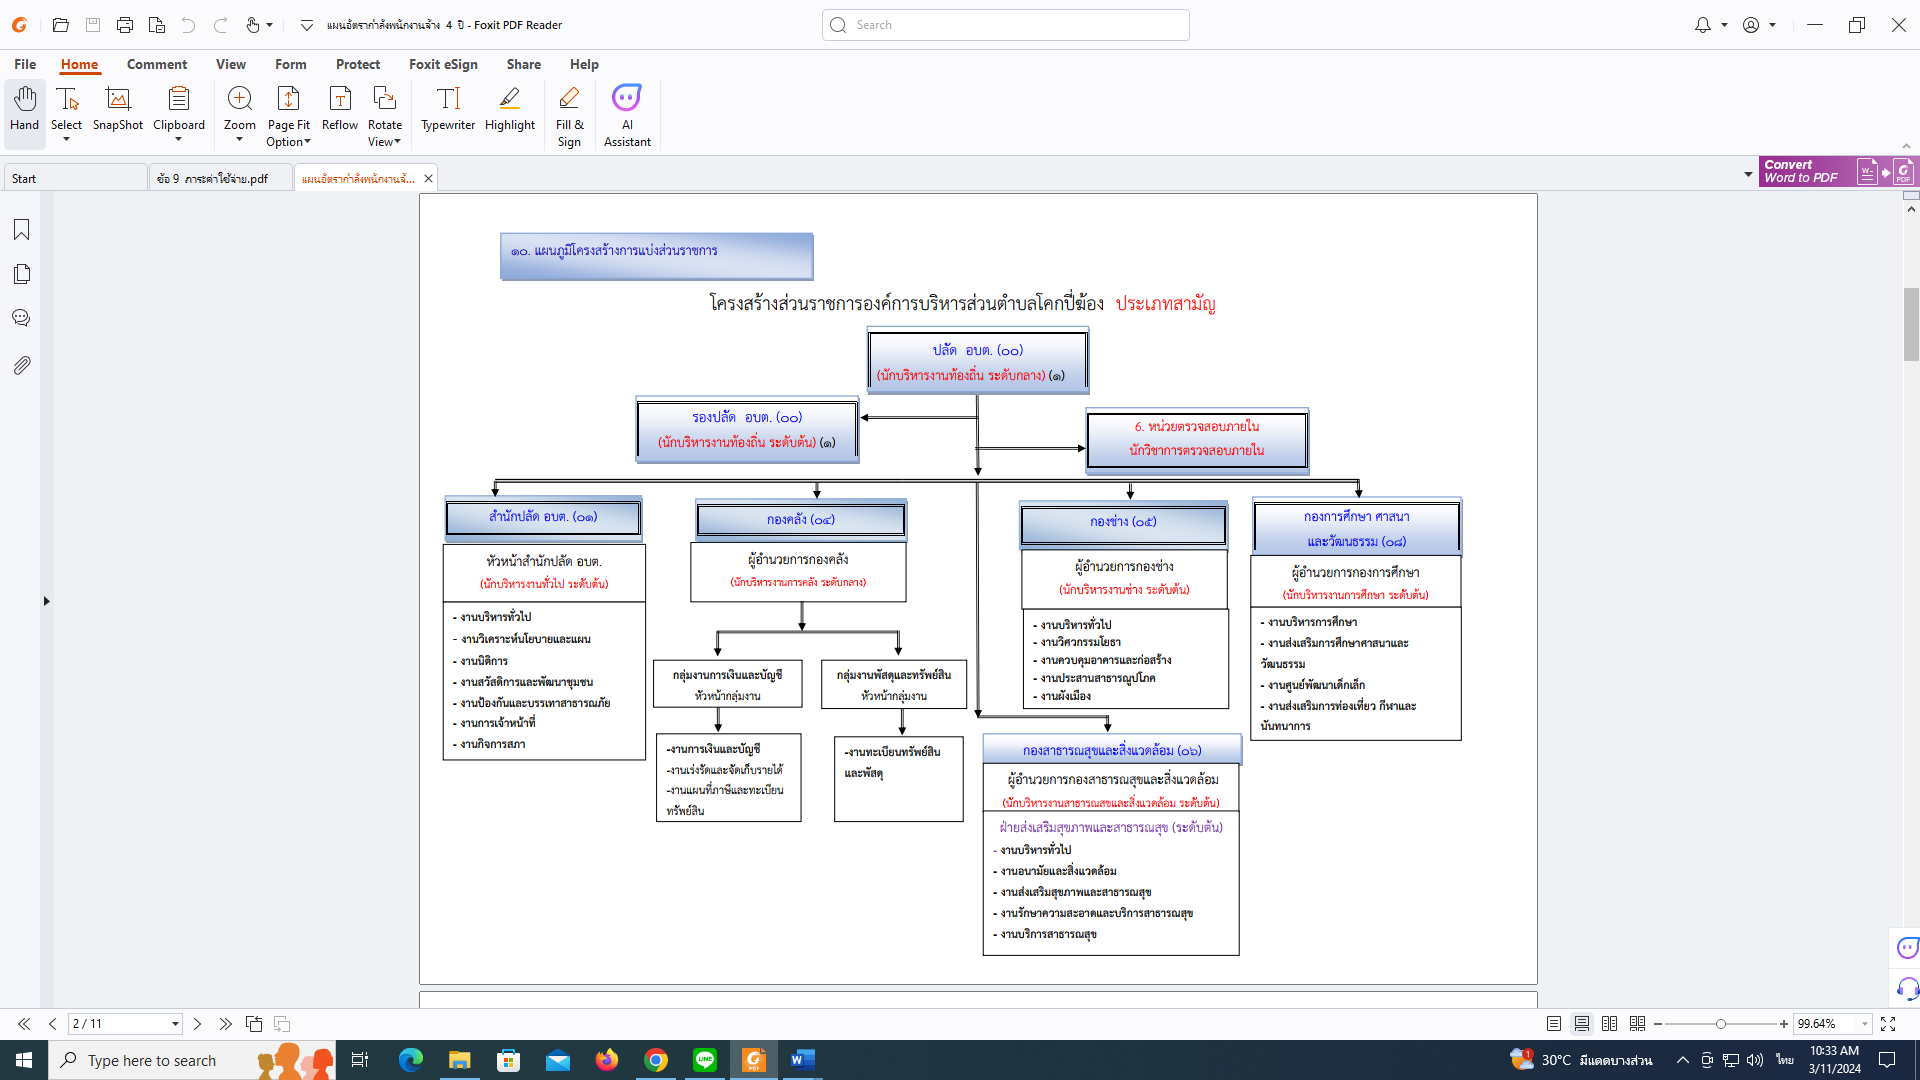 แผนอัตรากำลังพนักงานจ้าง 4 ปี - Foxit PDF Reader
Search
File Home Comment View Form Protect Foxit eSign Share Help
Hand
Select
SnapShot
Clipboard
Zoom
Page Fit
Option
Reflow
Rotate
View
Typewriter
Highlight
Fill &
Sign
AI
Assistant
Start
ข้อ 9 ภาระค่าใช้จ่าย.pdf
แผนอัตรากำลังพนักงานจ้...
Convert
Word to PDF
๑๐. แผนภูมิโครงสร้างการแบ่งส่วนราชการ
โครงสร้างส่วนราชการองค์การบริหารส่วนตำบลโคกปี่ฆ้อง ประเภทสามัญ
ปลัด อบต. (๐๐)
(นักบริหารงานท้องถิ่น ระดับกลาง) (๑)
รองปลัด อบต. (๐๐)
(นักบริหารงานท้องถิ่น ระดับต้น) (๑)
6. หน่วยตรวจสอบภายใน
นักวิชาการตรวจสอบภายใน
สำนักปลัด อบต. (๐๑)
หัวหน้าสำนักปลัด อบต.
(นักบริหารงานทั่วไป ระดับต้น)
- งานบริหารทั่วไป
- งานวิเคราะห์นโยบายและแผน
- งานนิติการ
- งานสวัสดิการและพัฒนาชุมชน
- งานป้องกันและบรรเทาสาธารณภัย
- งานการเจ้าหน้าที่
- งานกิจการสภา
กองคลัง (๐๔)
ผู้อำนวยการกองคลัง
(นักบริหารงานการคลัง ระดับกลาง)
กลุ่มงานการเงินและบัญชี
หัวหน้ากลุ่มงาน
-งานการเงินและบัญชี
-งานเร่งรัดและจัดเก็บรายได้
-งานแผนที่ภาษีและทะเบียน
ทรัพย์สิน
กลุ่มงานพัสดุและทรัพย์สิน
หัวหน้ากลุ่มงาน
-งานทะเบียนทรัพย์สิน
และพัสดุ
กองช่าง (๐๕)
ผู้อำนวยการกองช่าง
(นักบริหารงานช่าง ระดับต้น)
- งานบริหารทั่วไป
- งานวิศวกรรมโยธา
- งานควบคุมอาคารและก่อสร้าง
- งานประสานสาธารณูปโภค
- งานผังเมือง
กองการศึกษา ศาสนา
และวัฒนธรรม (๐๘)
ผู้อำนวยการกองการศึกษา
(นักบริหารงานการศึกษา ระดับต้น)
- งานบริหารการศึกษา
- งานส่งเสริมการศึกษาศาสนาและ
วัฒนธรรม
- งานศูนย์พัฒนาเด็กเล็ก
- งานส่งเสริมการท่องเที่ยว กีฬาและ
นันทนาการ
กองสาธารณสุขและสิ่งแวดล้อม (๐๖)
ผู้อำนวยการกองสาธารณสุขและสิ่งแวดล้อม
(นักบริหารงานสาธารณสุขและสิ่งแวดล้อม ระดับต้น)
ฝ่ายส่งเสริมสุขภาพและสาธารณสุข (ระดับต้น)
- งานบริหารทั่วไป
- งานอนามัยและสิ่งแวดล้อม
- งานส่งเสริมสุขภาพและสาธารณสุข
- งานรักษาความสะอาดและบริการสาธารณสุข
- งานบริการสาธารณสุข
2 / 11
99.64%
Type here to search
30°C มีแดดบางส่วน
ไทย
10:33 AM
3/11/2024